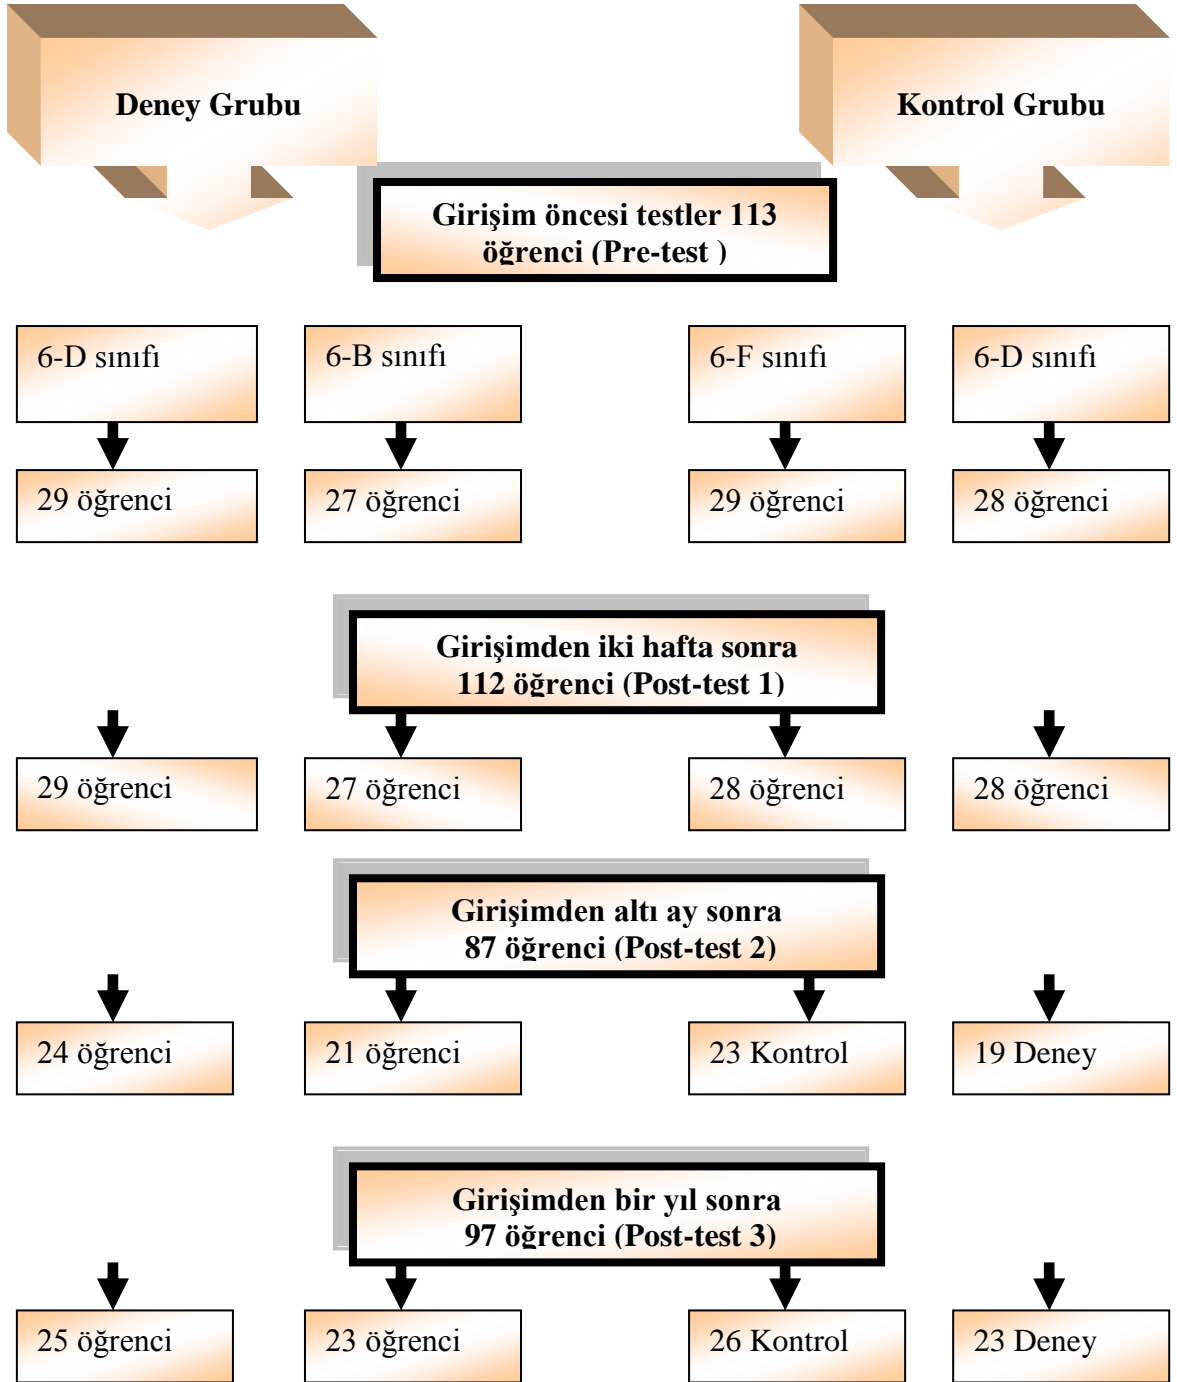 Deney Grubu
Kontrol Grubu
Girişim öncesi testler 113
öğrenci (Pre-test )
6-D sınıfı
6-B sınıfı
6-F sınıfı
6-D sınıfı
29 öğrenci
27 öğrenci
29 öğrenci
28 öğrenci
Girişimden iki hafta sonra
112 öğrenci (Post-test 1)
29 öğrenci
27 öğrenci
28 öğrenci
28 öğrenci
Girişimden altı ay sonra
87 öğrenci (Post-test 2)
24 öğrenci
21 öğrenci
23 Kontrol
19 Deney
Girişimden bir yıl sonra
97 öğrenci (Post-test 3)
25 öğrenci
23 öğrenci
26 Kontrol
23 Deney